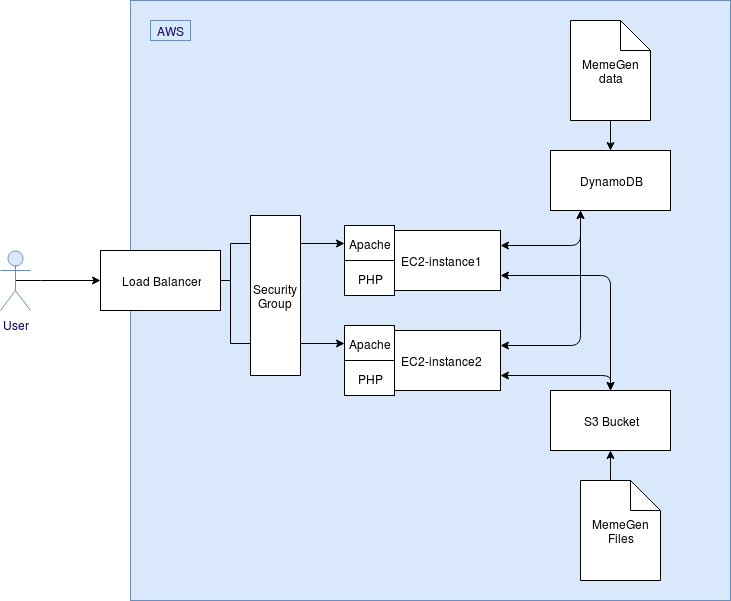 AWS
MemeGen
data
DynamoDB
User
Load Balancer
Security
Group
Apache
PHP
EC2-instance1
Apache
PHP
EC2-instance2
S3 Bucket
MemeGen
Files